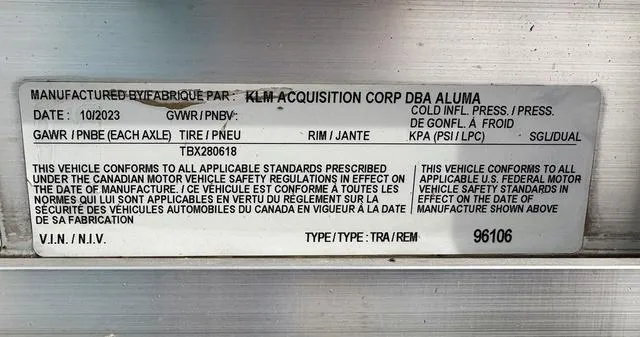 MANUFACTURED BY/FABRIQUÉ PAR : KLM ACQUISITION CORP DBA ALUMA
DATE : 10/2023 GVWR / PNBV: COLD INFL. PRESS. / PRESS. DE GONFL. À FROID
GAWR / PNBE (EACH AXLE) TIRE / PNEU RIM / JANTE KPA (PSI / LPC) SGL/DUAL
TBX280618
THIS VEHICLE CONFORMS TO ALL APPLICABLE STANDARDS PRESCRIBED
UNDER THE CANADIAN MOTOR VEHICLE SAFETY REGULATIONS IN EFFECT ON
THE DATE OF MANUFACTURE. / CE VÉHICULE EST CONFORME À TOUTES LES
NORMES QUI LUI SONT APPLICABLES EN VERTU DU RÈGLEMENT SUR LA
SÉCURITÉ DES VÉHICULES AUTOMOBILES DU CANADA EN VIGUEUR À LA DATE
DE SA FABRICATION
THIS VEHICLE CONFORMS TO ALL
APPLICABLE U.S. FEDERAL MOTOR
VEHICLE SAFETY STANDARDS IN
EFFECT ON THE DATE OF
MANUFACTURE SHOWN ABOVE
V.I.N. / N.I.V. TYPE / TYPE : TRA / REM 96106